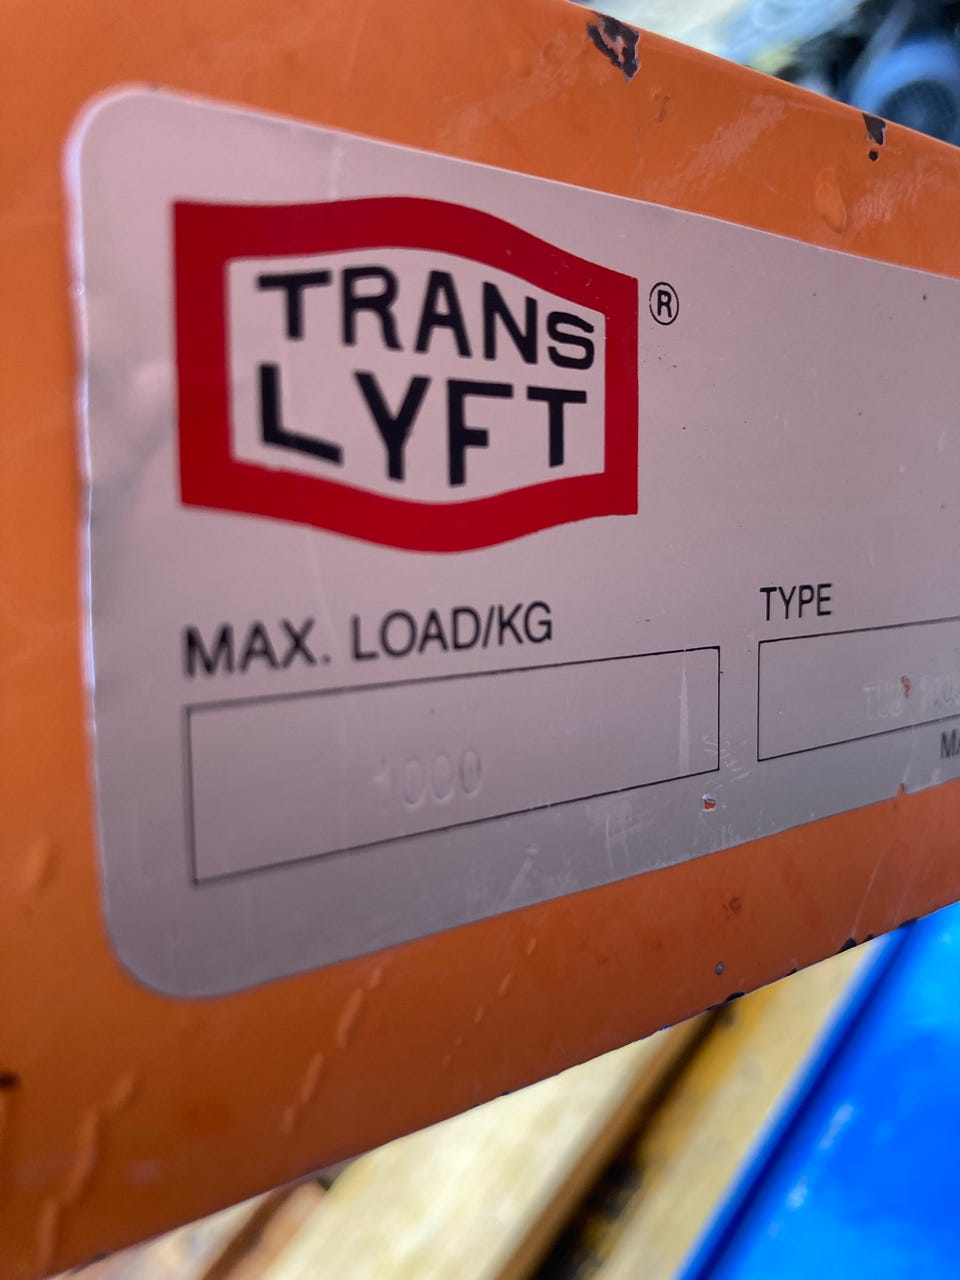 TRANS
LYFT
®
MAX. LOAD/KG
TYPE
1000